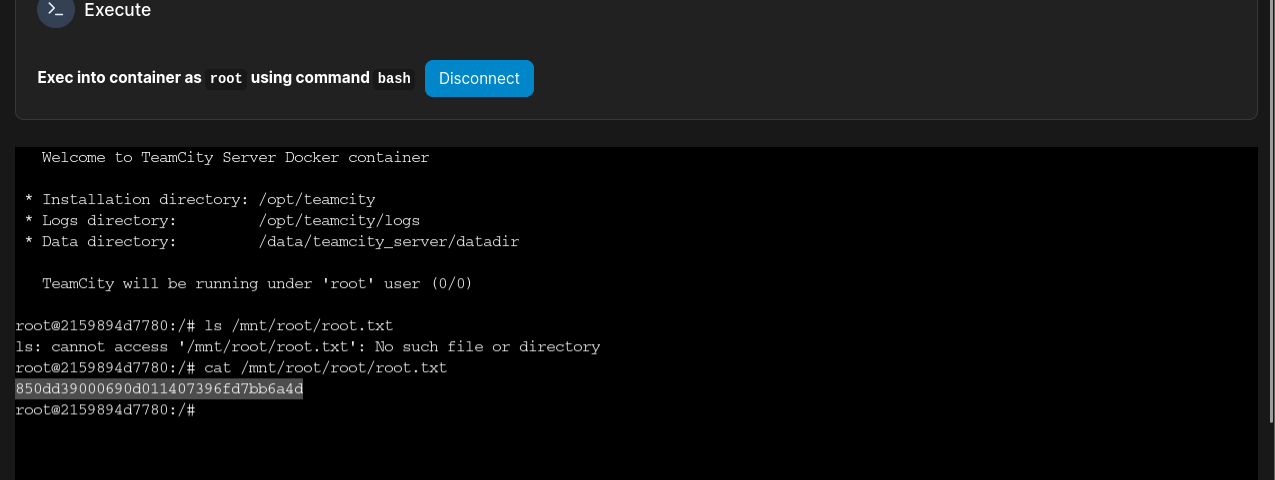 >_ Execute
Exec into container as root using command bash Disconnect
Welcome to TeamCity Server Docker container
* Installation directory: /opt/teamcity
* Logs directory: /opt/teamcity/logs
* Data directory: /data/teamcity_server/datadir
TeamCity will be running under 'root' user (0/0)
root@2159894d7780:/# ls /mnt/root/root.txt
ls: cannot access '/mnt/root/root.txt': No such file or directory
root@2159894d7780:/# cat /mnt/root/root/root.txt
850dd39000690d011407396fd7bb6a4d
root@2159894d7780:/#